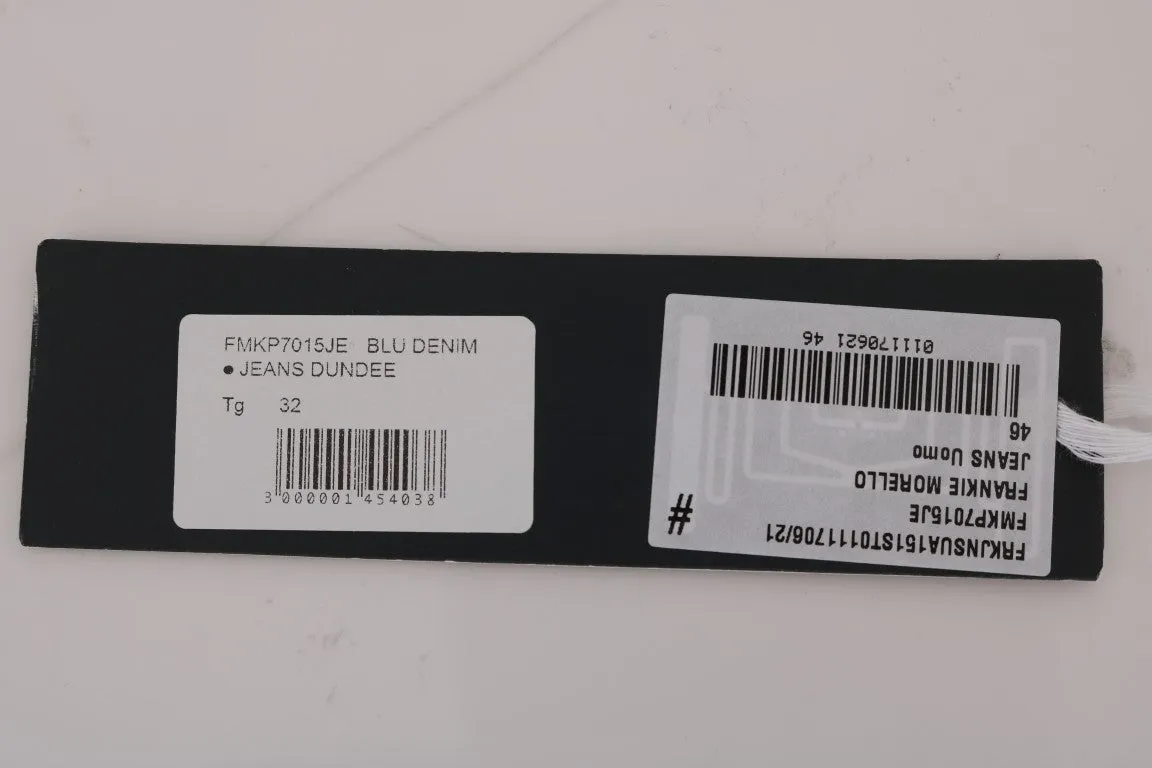 FMKP7015JE BLU DENIM
● JEANS DUNDEE
Tg 32
3 000001 454038
FRKJNSUA151ST0111706/21
FMKP7015JE
FRANKIE MORELLO
JEANS Uomo
46
011170621 46
#